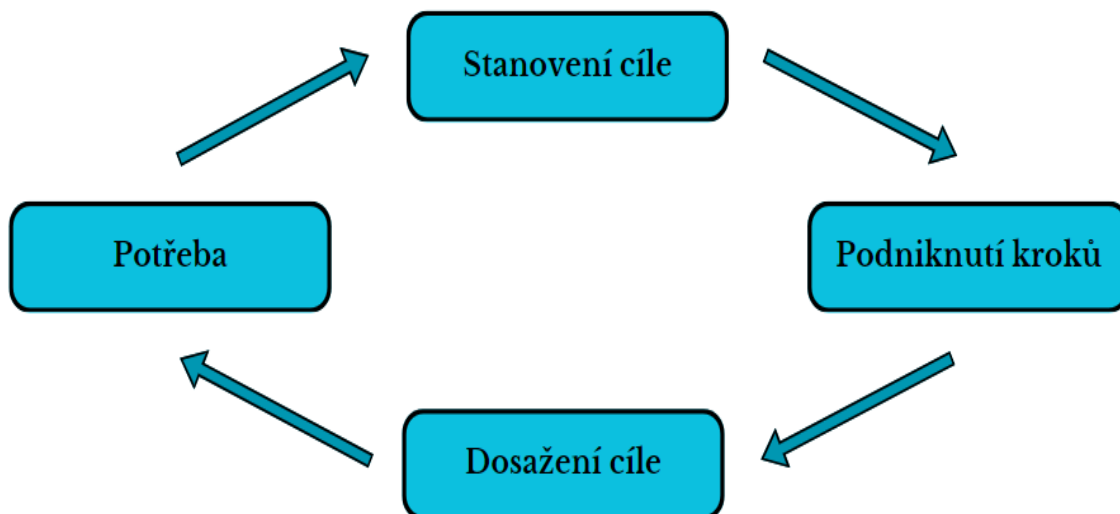 Stanovení cíle
Potřeba
Podniknutí kroků
Dosažení cíle